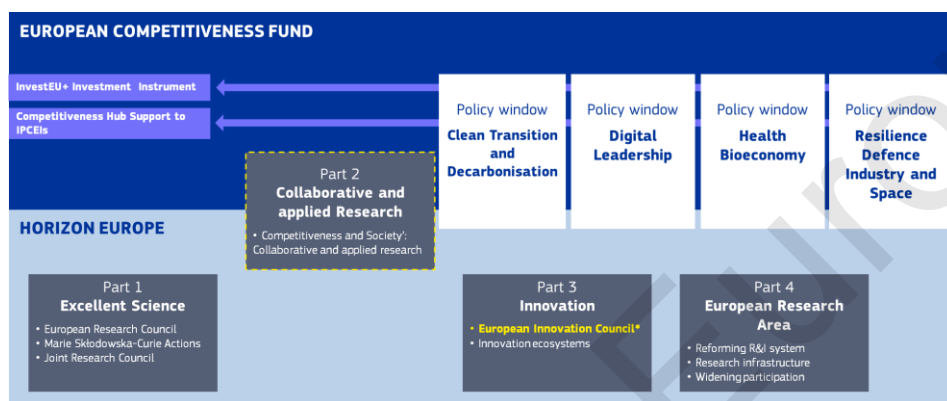 EUROPEAN COMPETITIVENESS FUND
InvestEU+ Investment Instrument
Competitiveness Hub Support to
IPCEIs
Policy window
Clean Transition
and
Decarbonisation
Policy window
Digital
Leadership
Policy window
Health
Bioeconomy
Policy window
Resilience
Defence
Industry and
Space
Part 2
Collaborative and
applied Research
• Competitiveness and Society':
Collaborative and applied research
HORIZON EUROPE
Part 1
Excellent Science
• European Research Council
• Marie Skłodowska-Curie Actions
• Joint Research Council
Part 3
Innovation
• European Innovation Council*
• Innovation ecosystems
Part 4
European Research
Area
• Reforming R&I system
• Research infrastructure
• Widening participation
Euro